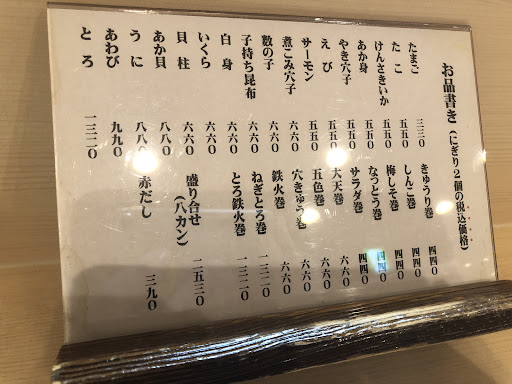 お品書き(にぎり2個の税込価格)
たまご 三三〇
たこ 五五〇
けんさきいか 五五〇
あか身 五五〇
やき穴子 五五〇
えび 五五〇
サーモン 五五〇
煮こみ穴子 六六〇
数の子 六六〇
子持ち昆布 六六〇
白身 六六〇
いくら 六六〇
貝柱 六六〇
あか貝 八八〇
うに 八八〇
あわび 九九〇
とろ 一三二〇
きゅうり巻 四四〇
しんこ巻 四四〇
梅しそ巻 四四〇
なつとう巻 四四〇
サラダ巻 四四〇
大天巻 六六〇
五色巻 六六〇
穴きゅう巻 六六〇
鉄火巻 六六〇
ねぎとろ巻 一三二〇
とろ鉄火巻 一三二〇
盛り合せ
(八カン) 二五三〇
赤だし 三九〇